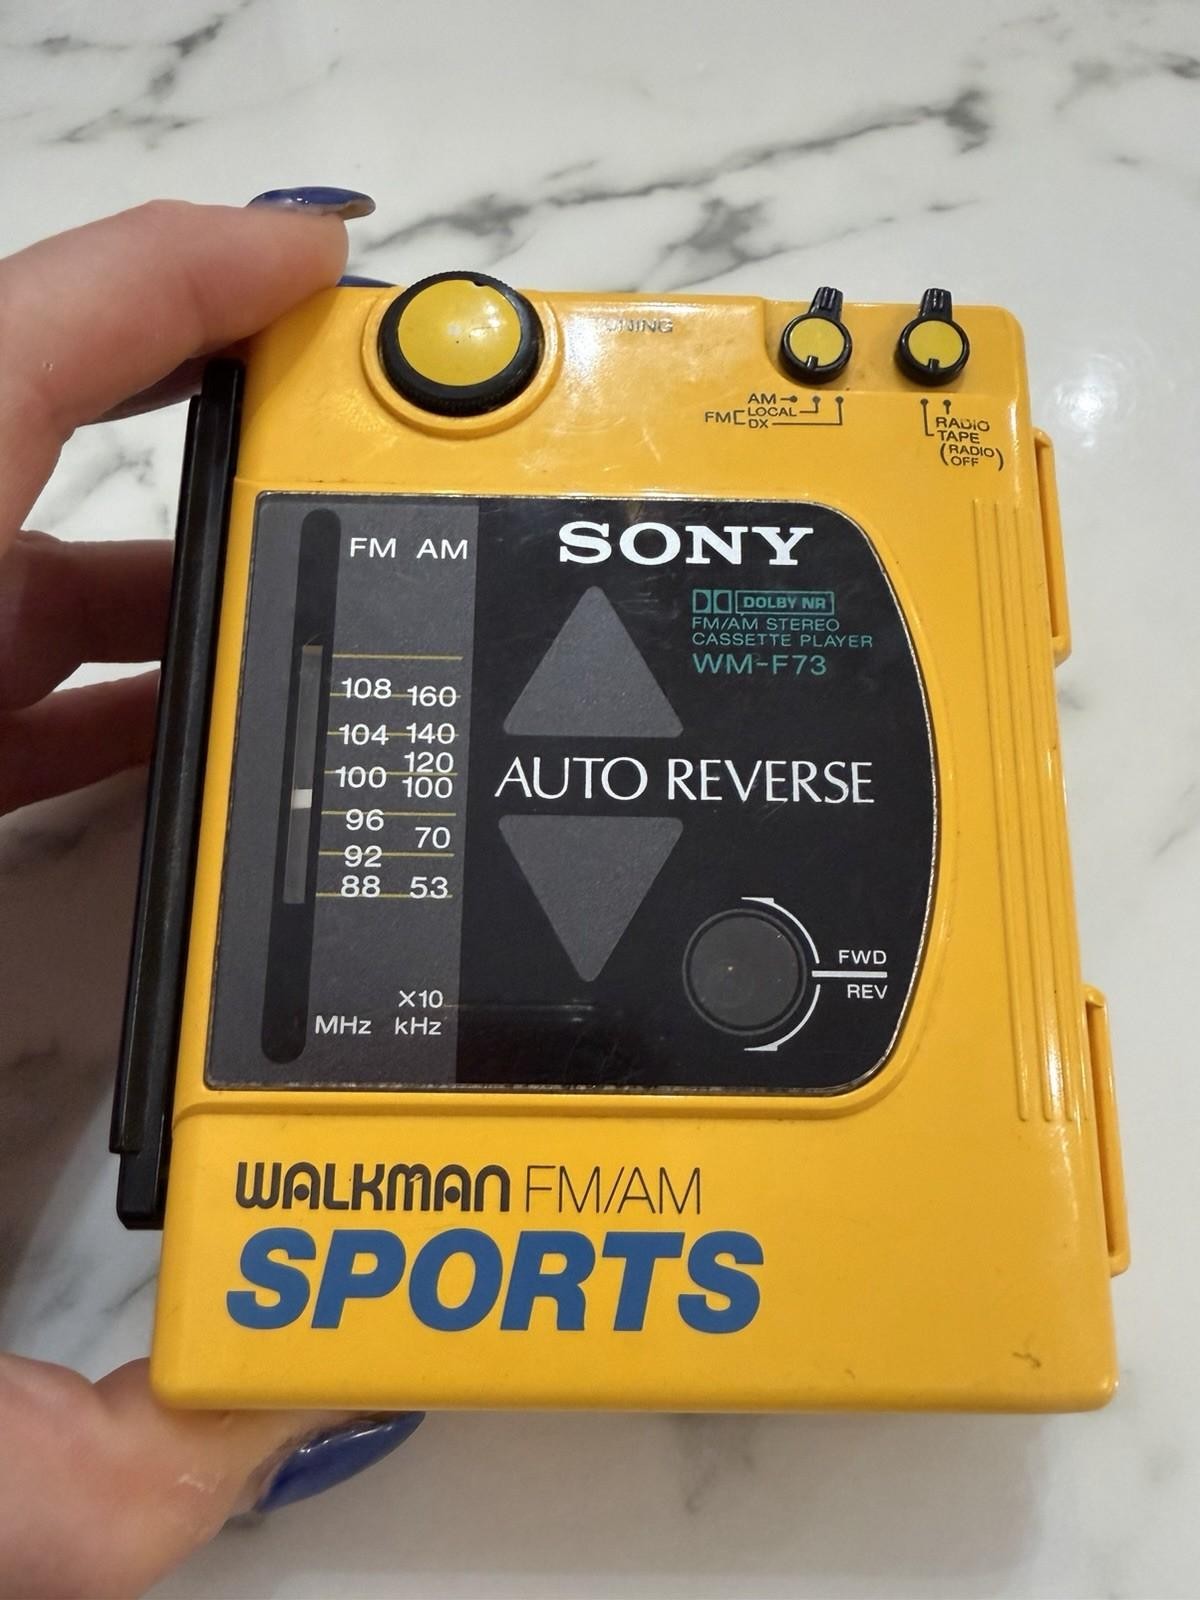 TUNING
AM
FM LOCAL
DX
RADIO
TAPE
(RADIO
OFF)
FM AM
SONY
DOLBY NR
FM/AM STEREO
CASSETTE PLAYER
WM-F73
108 160
104 140
120
100 100
96
70
92
88 53
AUTO REVERSE
FWD
REV
X10
MHz kHz
WALKMAN FM/AM
SPORTS